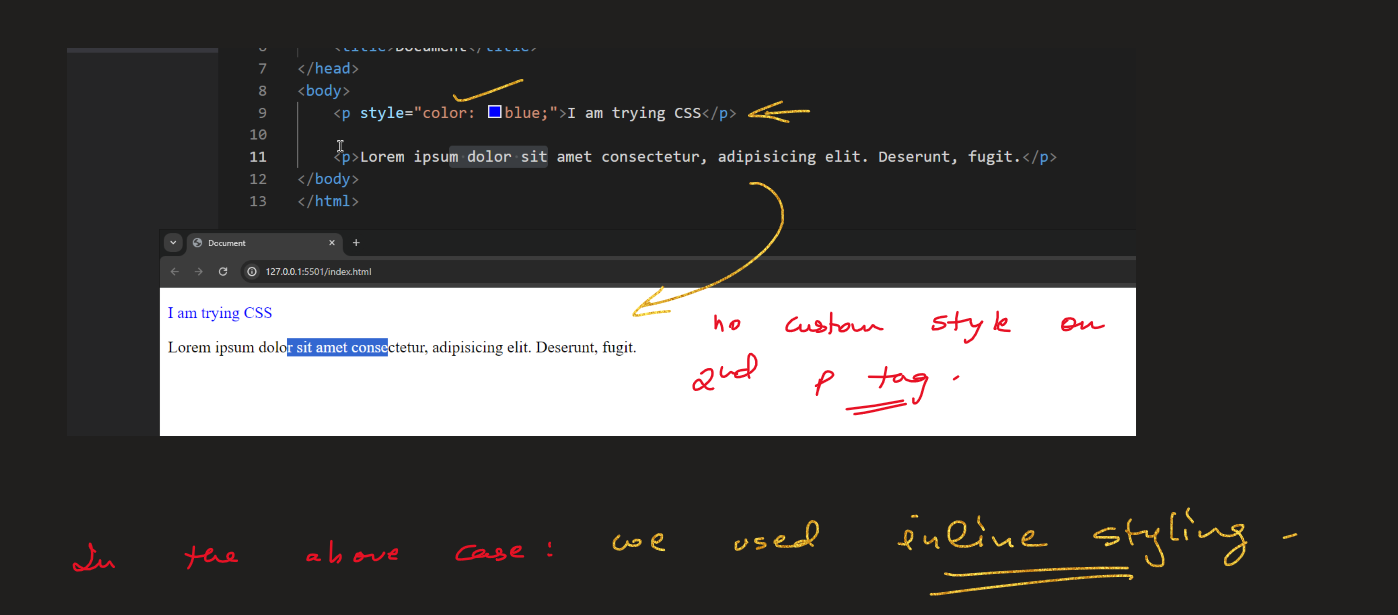 6 <title>Document</title>
7 </head>
8 <body>
9 <p style="color: blue;">I am trying CSS</p>
10
11 <p>Lorem ipsum dolor sit amet consectetur, adipisicing elit. Deserunt, fugit.</p>
12 </body>
13 </html>
Document
127.0.0.1:5501/index.html
I am trying CSS
Lorem ipsum dolor sit amet consectetur, adipisicing elit. Deserunt, fugit.
no custom style on
2nd p tag.
In the above case: we used inline styling -